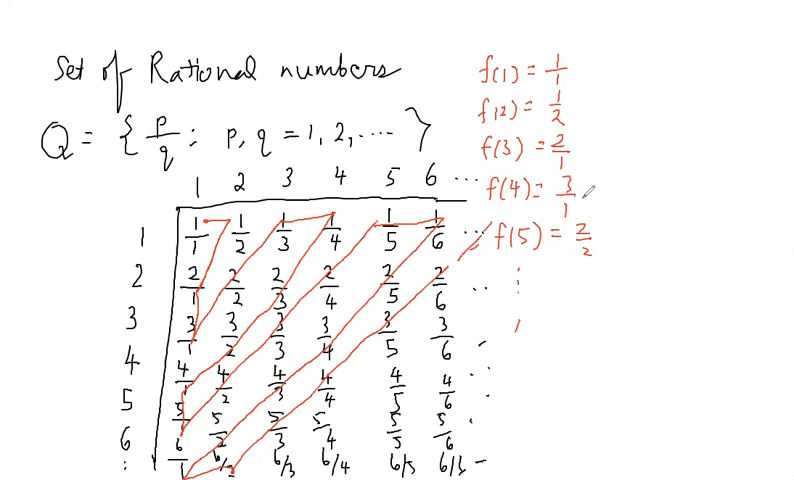 Set of Rational numbers
Q = { p/q : p, q = 1, 2, ... }
f(1) = 1/1
f(2) = 1/2
f(3) = 2/1
f(4) = 3/1
f(5) = 2/2
⋮
1 2 3 4 5 6 ...
1 1/1 1/2 1/3 1/4 1/5 1/6 ...
2 2/1 2/2 2/3 2/4 2/5 2/6 ..
3 3/1 3/2 3/3 3/4 3/5 3/6
4 4/1 4/2 4/3 4/4 4/5 4/6
5 5/ 5/2 5/3 5/4 5/5 5/6
6 6/1 6/ 6/3 6/4 6/5
⋮